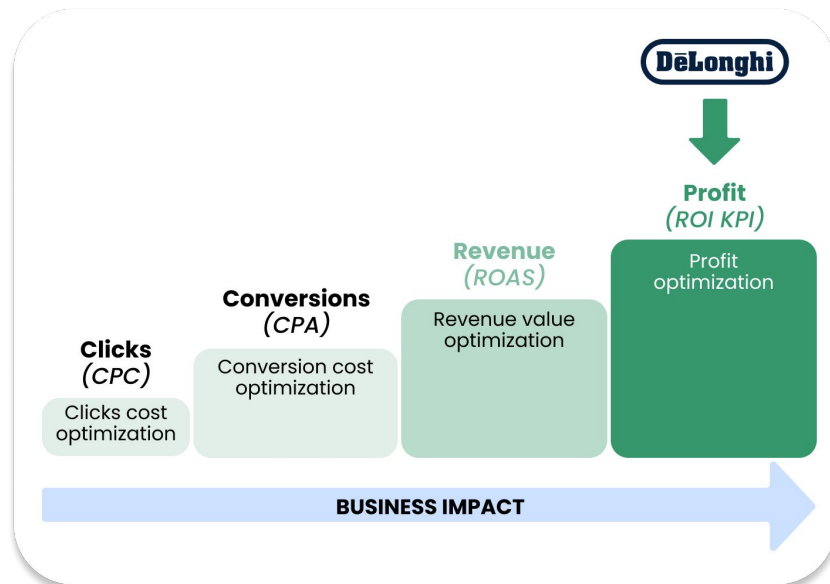 DēLonghi
Profit
(ROI KPI)
Profit
optimization
Revenue
(ROAS)
Revenue value
optimization
Conversions
(CPA)
Conversion cost
optimization
Clicks
(CPC)
Clicks cost
optimization
BUSINESS IMPACT